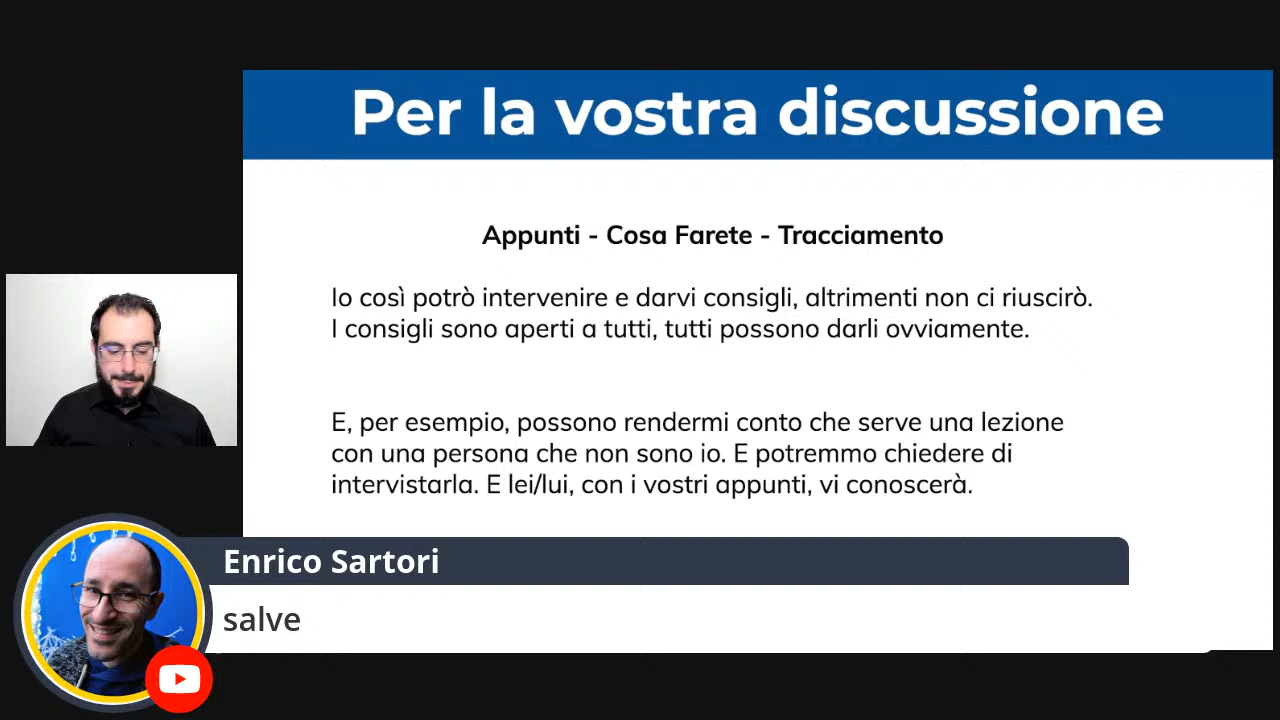 Per la vostra discussione
Appunti - Cosa Farete - Tracciamento
Io così potrò intervenire e darvi consigli, altrimenti non ci riuscirò.
I consigli sono aperti a tutti, tutti possono darli ovviamente.
E, per esempio, possono rendermi conto che serve una lezione
con una persona che non sono io. E potremmo chiedere di
intervistarla. E lei/lui, con i vostri appunti, vi conoscerà.
Enrico Sartori
salve